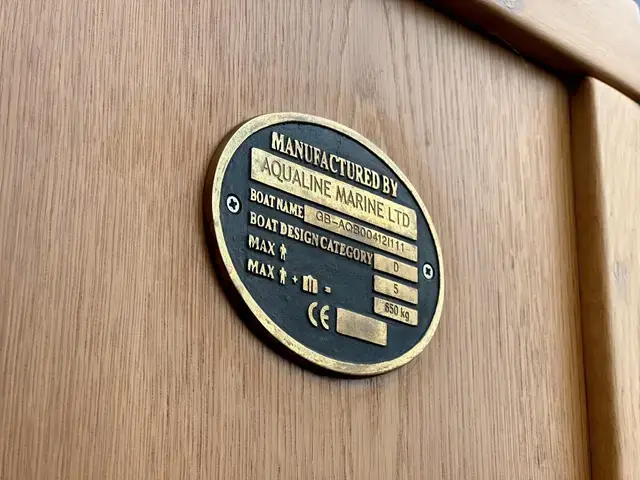 MANUFACTURED BY
AQUALINE MARINE LTD
BOAT NAME GB-AQB00412I111
BOAT DESIGN CATEGORY D
MAX 5
MAX + = 650 kg
CE